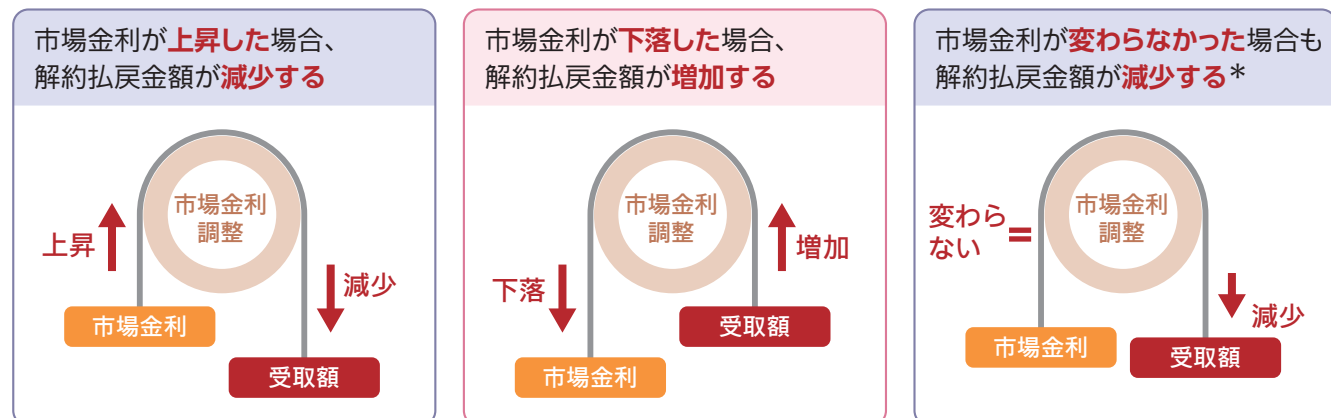 市場金利が上昇した場合、
解約払戻金額が減少する
市場金利
調整
上昇
減少
市場金利
受取額
市場金利が下落した場合、
解約払戻金額が増加する
市場金利
調整
下落
増加
受取額
市場金利
市場金利が変わらなかった場合も
解約払戻金額が減少する*
市場金利
調整
変わら
ない
=
減少
市場金利
受取額